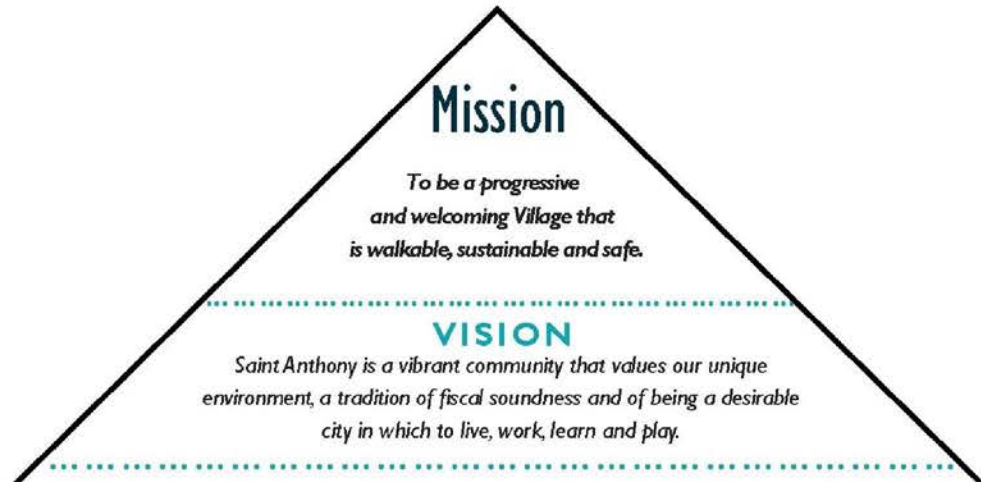 Mission
To be a progressive
and welcoming Village that
is walkable, sustainable and safe.
VISION
Saint Anthony is a vibrant community that values our unique
environment, a tradition of fiscal soundness and of being a desirable
city in which to live, work, learn and play.